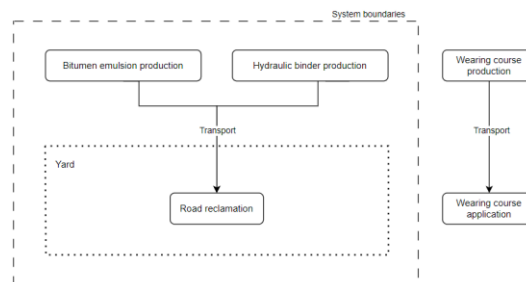 System boundaries
Bitumen emulsion production
Hydraulic binder production
Wearing course
production
Transport
Transport
Yard
Road reclamation
Wearing course
application